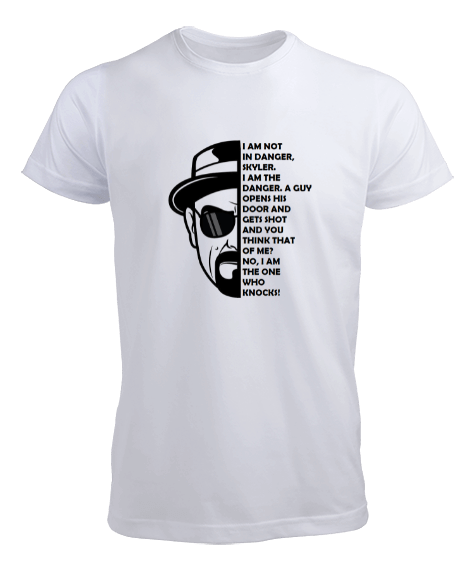 I AM NOT
IN DANGER,
SKYLER.
I AM THE
DANGER. A GUY
OPENS HIS
DOOR AND
GETS SHOT
AND YOU
THINK THAT
OF ME?
NO, I AM
THE ONE
WHO
KNOCKS!